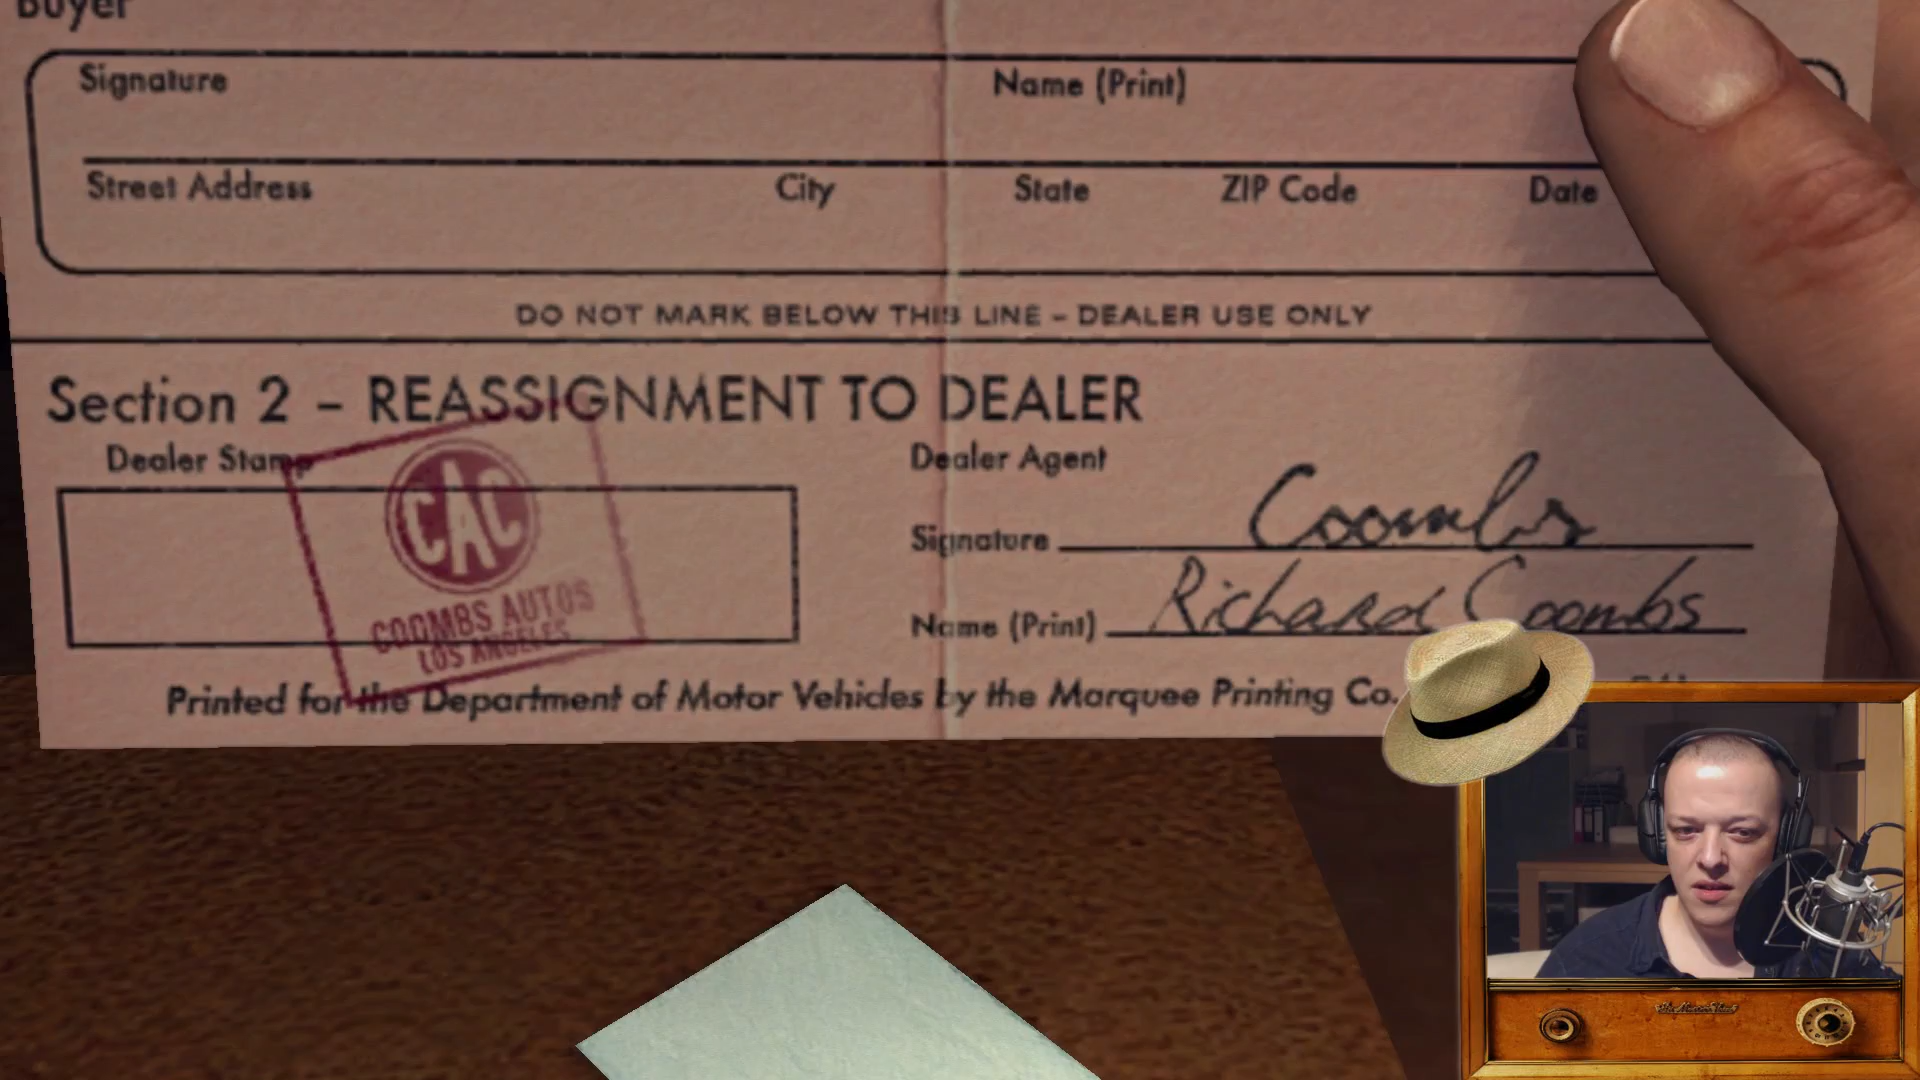 Buyer
Signature Name (Print)
Street Address City State ZIP Code Date
DO NOT MARK BELOW THIS LINE – DEALER USE ONLY
Section 2 – REASSIGNMENT TO DEALER
Dealer Stamp Dealer Agent
CAC
COOMBS AUTOS
LOS ANGELES
Signature Coombs
Name (Print) Richard Coombs
Printed for the Department of Motor Vehicles by the Marquee Printing Co.